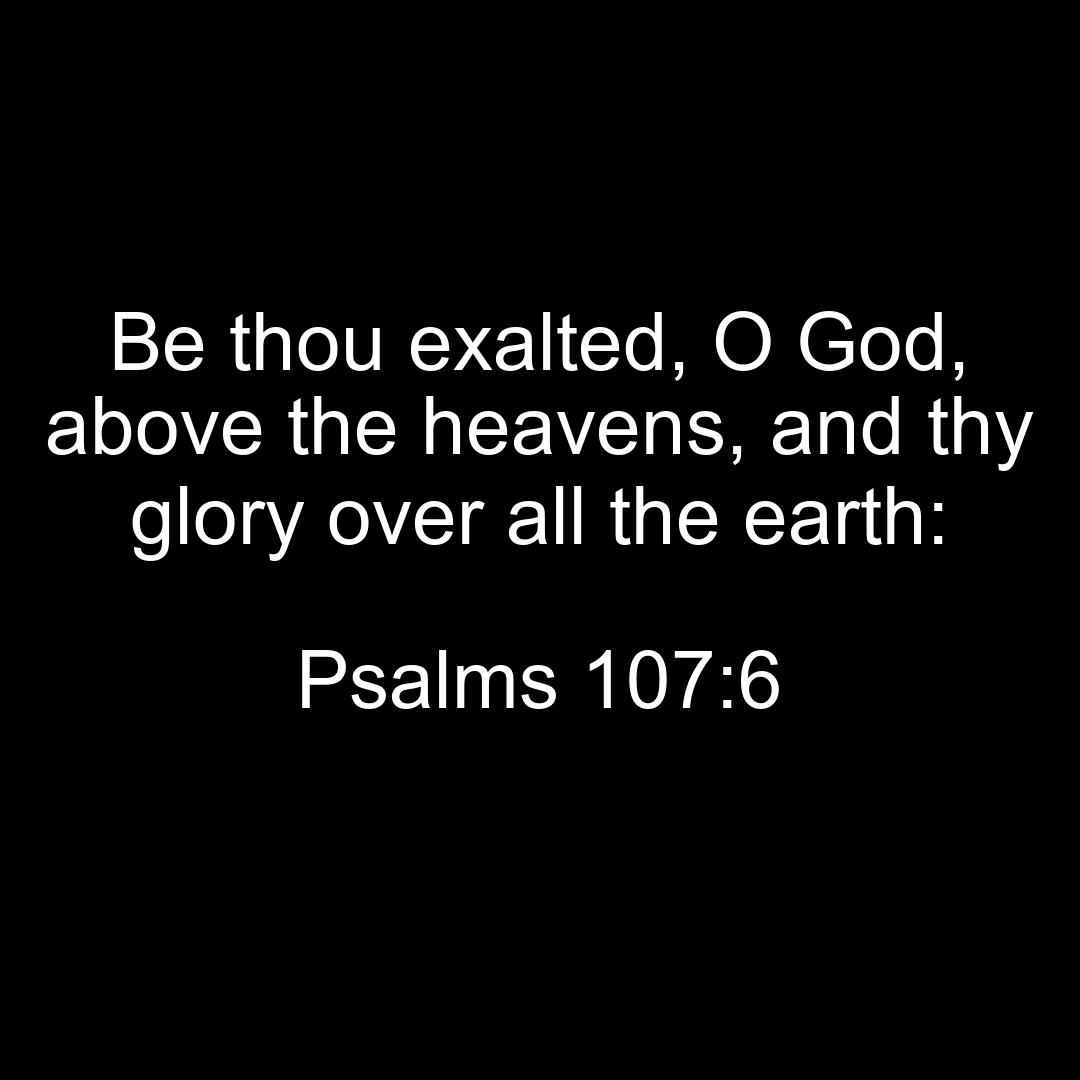 Be thou exalted, O God,
above the heavens, and thy
glory over all the earth:
Psalms 107:6